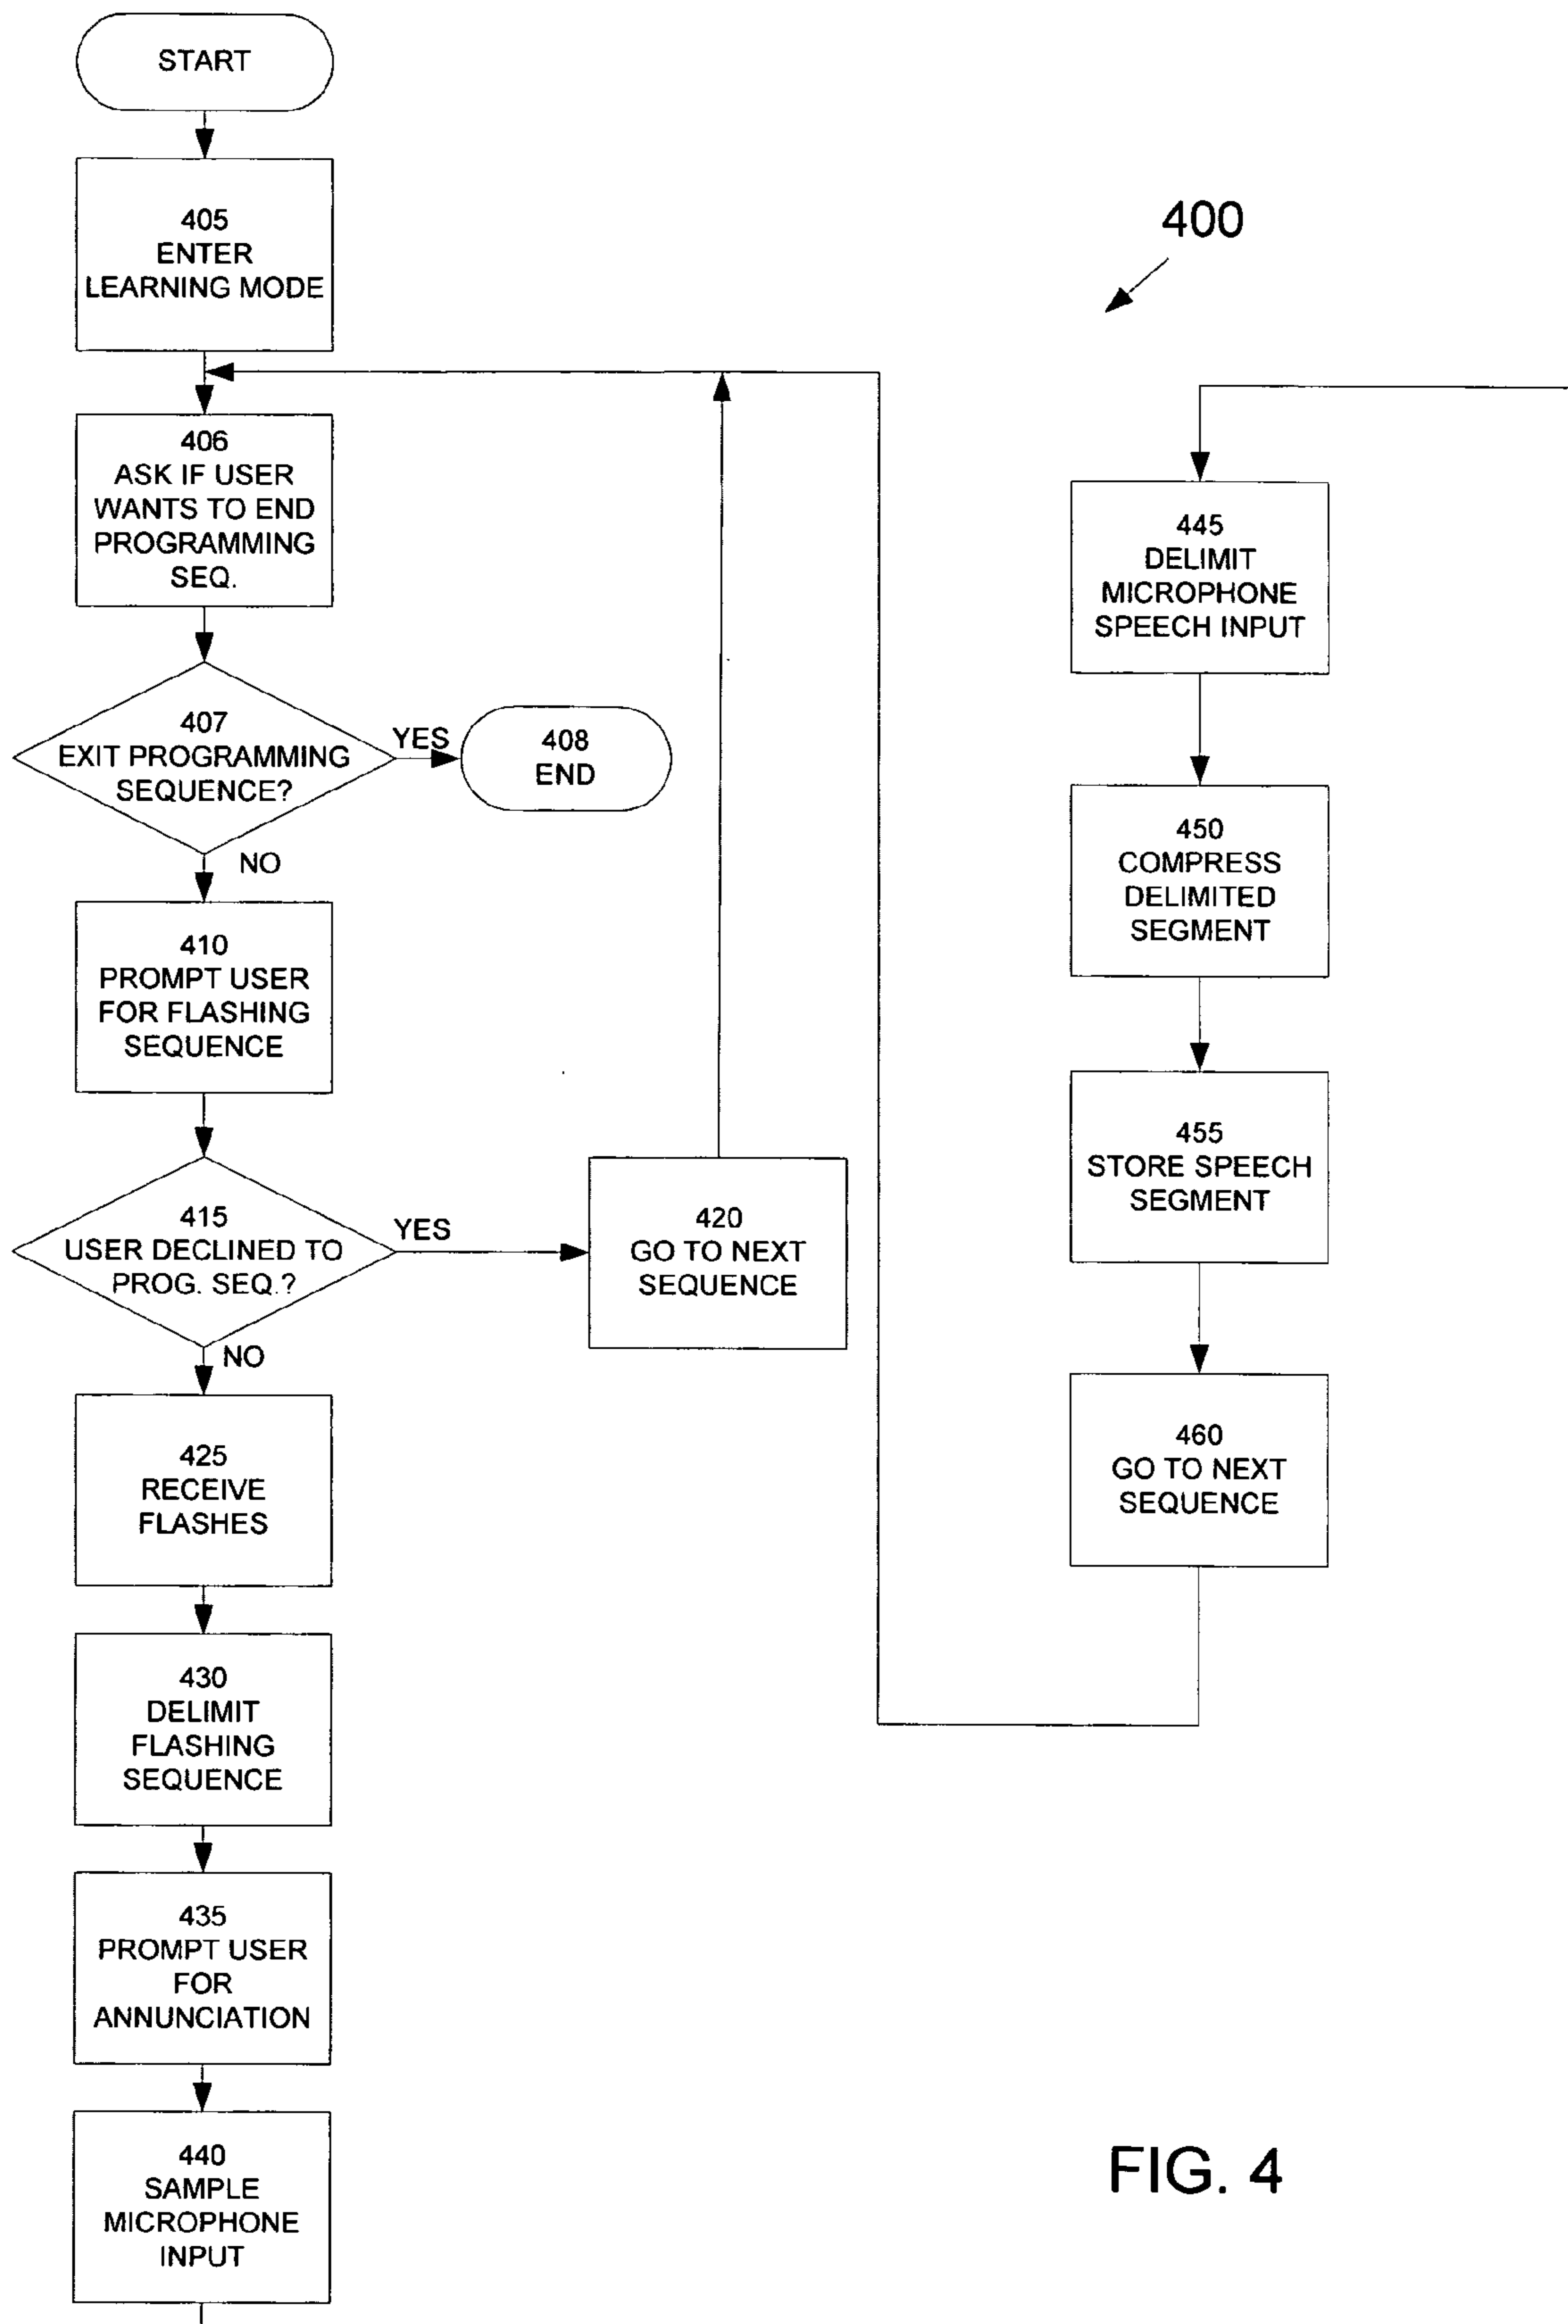 START
405
ENTER
LEARNING MODE
406
ASK IF USER
WANTS TO END
PROGRAMMING
SEQ.
407
EXIT PROGRAMMING
SEQUENCE?
YES
408
END
NO
410
PROMPT USER
FOR FLASHING
SEQUENCE
415
USER DECLINED TO
PROG. SEQ.?
YES
420
GO TO NEXT
SEQUENCE
NO
425
RECEIVE
FLASHES
430
DELIMIT
FLASHING
SEQUENCE
435
PROMPT USER
FOR
ANNUNCIATION
440
SAMPLE
MICROPHONE
INPUT
400
445
DELIMIT
MICROPHONE
SPEECH INPUT
450
COMPRESS
DELIMITED
SEGMENT
455
STORE SPEECH
SEGMENT
460
GO TO NEXT
SEQUENCE
FIG. 4